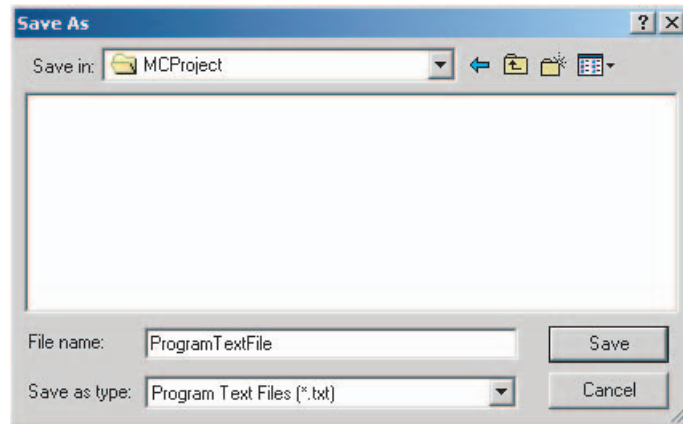 Save As
Save in: MCProject
File name: ProgramTextFile
Save
Save as type: Program Text Files (*.txt)
Cancel